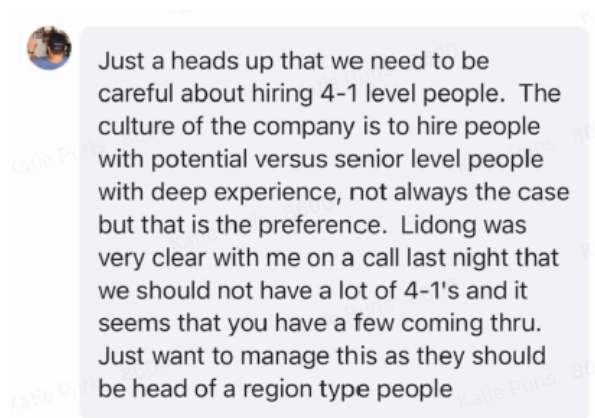 Just a heads up that we need to be
careful about hiring 4-1 level people.  The
culture of the company is to hire people
with potential versus senior level people
with deep experience, not always the case
but that is the preference.  Lidong was
very clear with me on a call last night that
we should not have a lot of 4-1's and it
seems that you have a few coming thru.
Just want to manage this as they should
be head of a region type people
Katie Puris